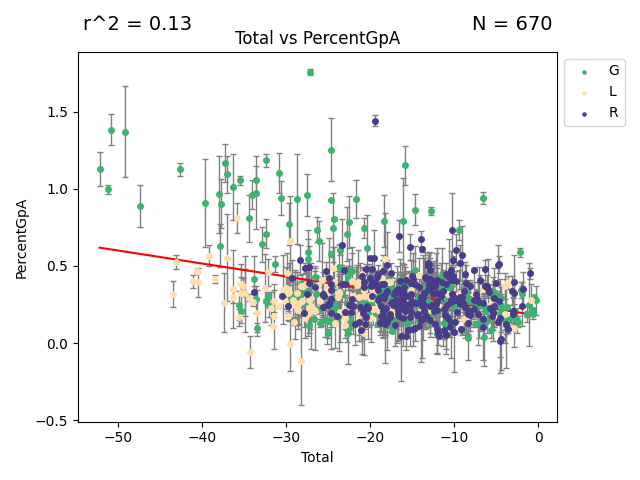 r^2 = 0.13 N = 670
Total vs PercentGpA
G
L
R
1.5
1.0
0.5
0.0
−0.5
PercentGpA
−50 −40 −30 −20 −10 0
Total